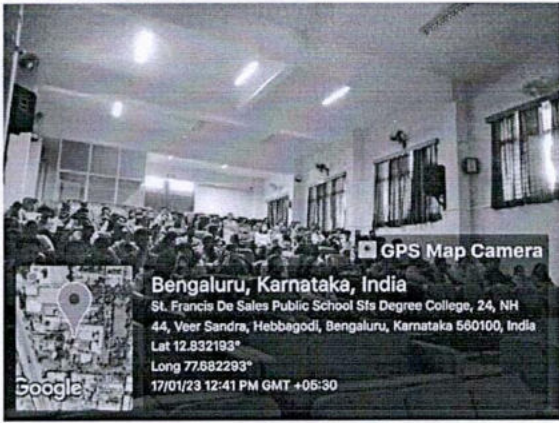 GPS Map Camera
Bengaluru, Karnataka, India
St. Francis De Sales Public School Sfs Degree College, 24, NH
44, Veer Sandra, Hebbagodi, Bengaluru, Karnataka 560100, India
Lat 12.832193°
Long 77.682293°
17/01/23 12:41 PM GMT +05:30
Google